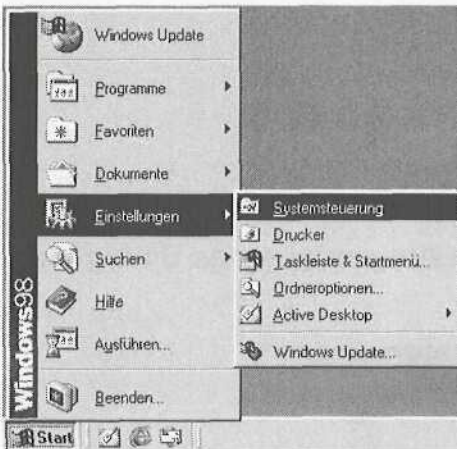 Windows Update
Programme
Favoriten
Dokumente
Einstellungen
Suchen
Hilfe
Ausführen...
Beenden...
Systemsteuerung
Drucker
Taskleiste & Startmenü...
Ordneroptionen...
Active Desktop
Windows Update...
Windows98
Start